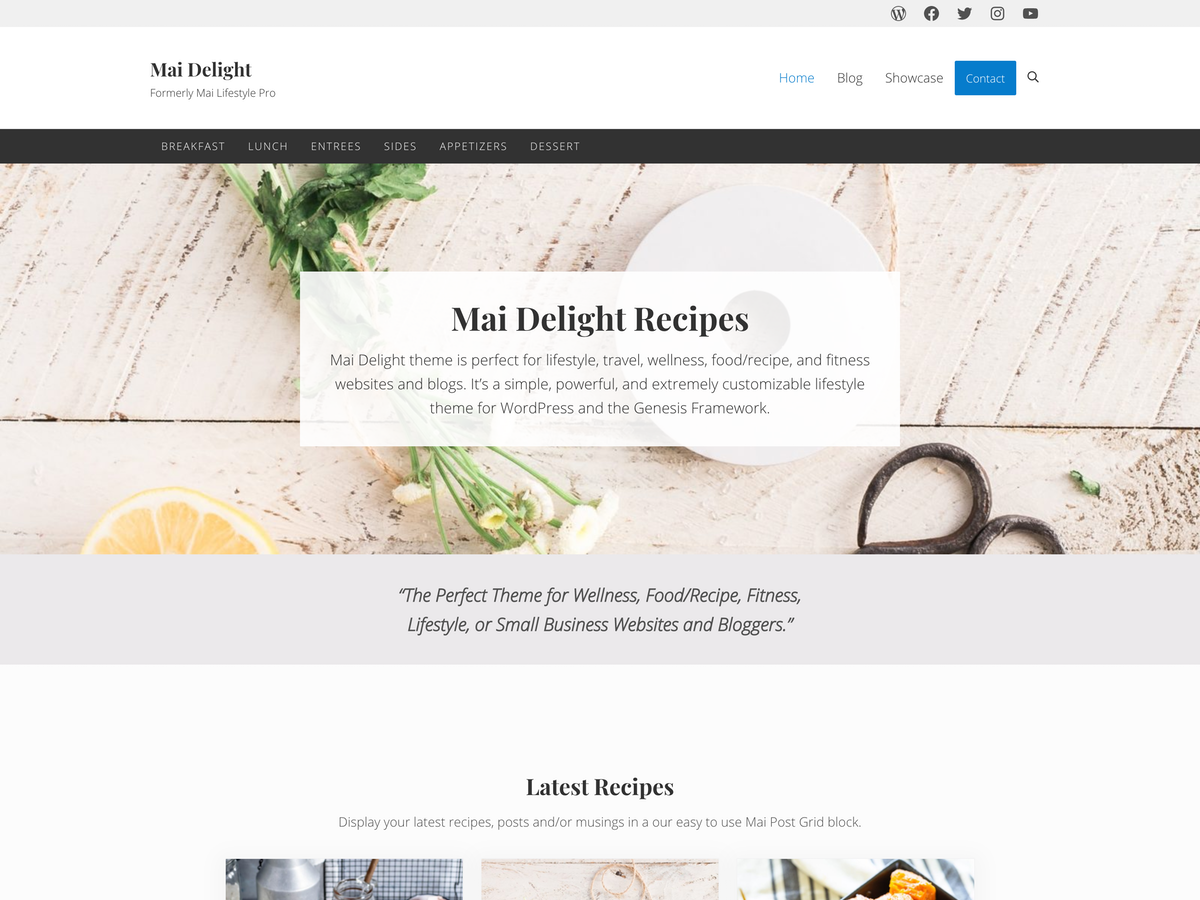 Mai Delight
Formerly Mai Lifestyle Pro
Home Blog Showcase Contact
BREAKFAST LUNCH ENTREES SIDES APPETIZERS DESSERT
Mai Delight Recipes
Mai Delight theme is perfect for lifestyle, travel, wellness, food/recipe, and fitness
websites and blogs. It’s a simple, powerful, and extremely customizable lifestyle
theme for WordPress and the Genesis Framework.
“The Perfect Theme for Wellness, Food/Recipe, Fitness,
Lifestyle, or Small Business Websites and Bloggers.”
Latest Recipes
Display your latest recipes, posts and/or musings in a our easy to use Mai Post Grid block.